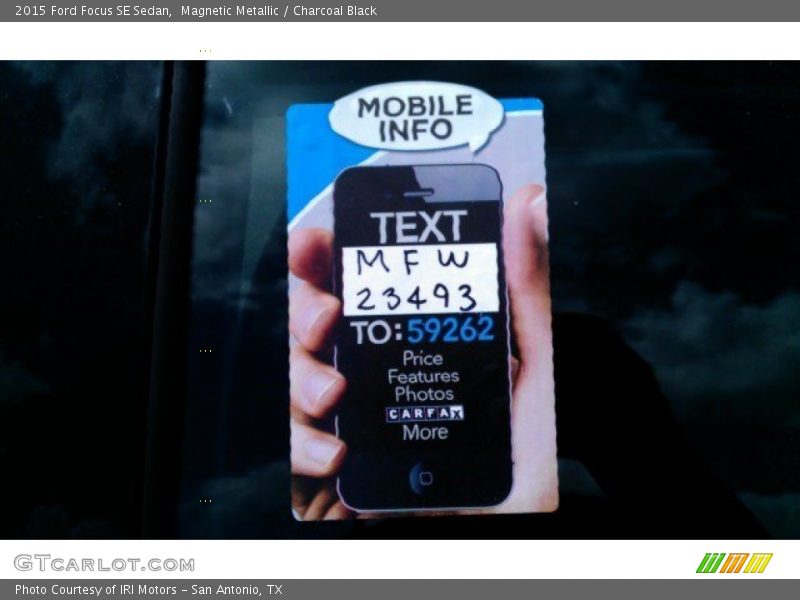 2015 Ford Focus SE Sedan,  Magnetic Metallic / Charcoal Black
MOBILE
INFO
TEXT
M F W
23493
TO: 59262
Price
Features
Photos
CARFAX
More
GTCARLOT.COM
Photo Courtesy of IRI Motors - San Antonio, TX